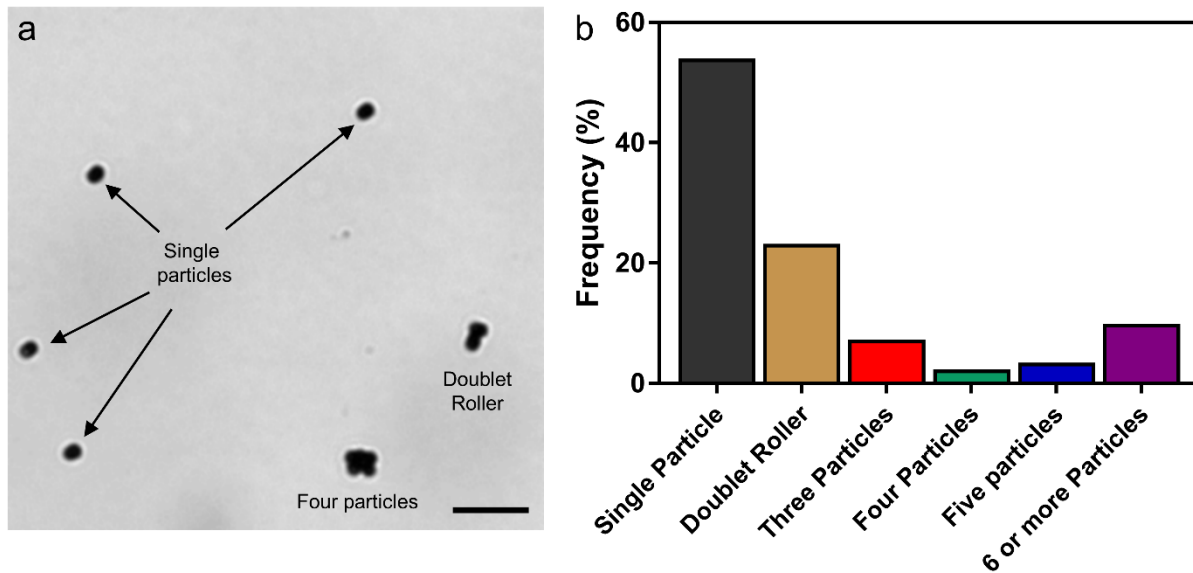 a
Single
particles
Doublet
Roller
Four particles
b
Frequency (%)
60
40
20
0
Single Particle
Doublet Roller
Three Particles
Four Particles
Five particles
6 or more Particles